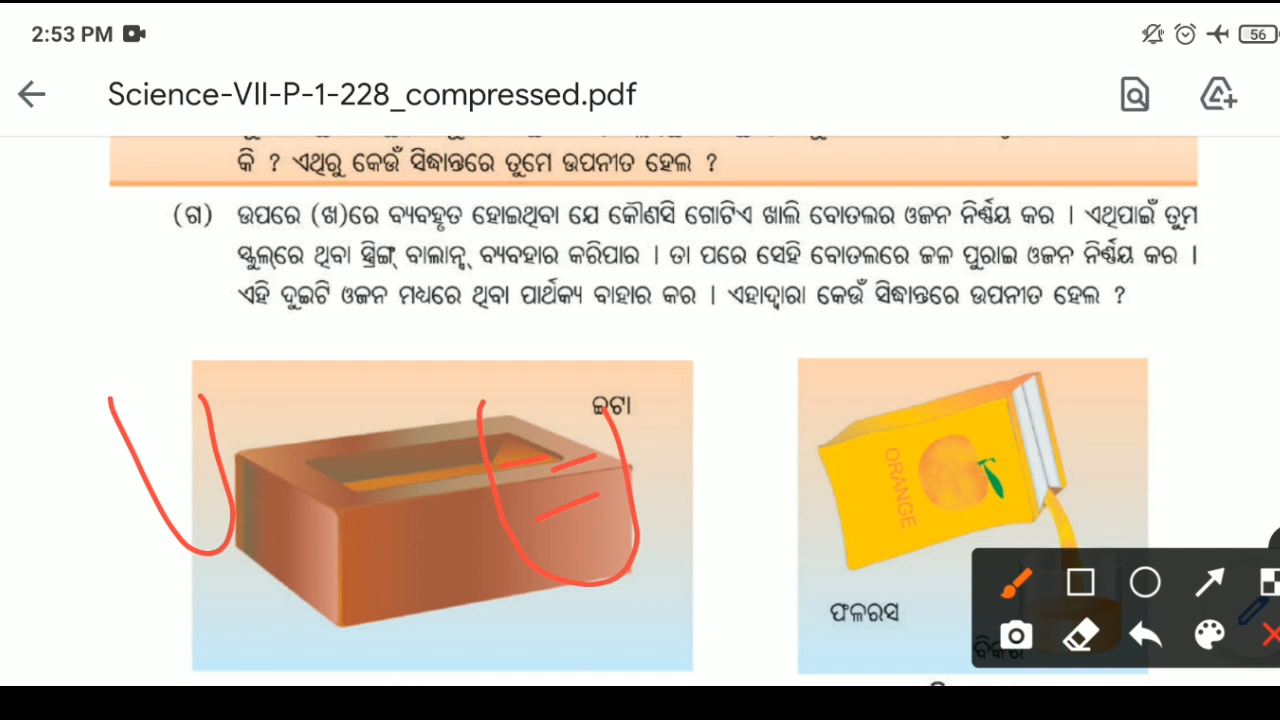 2:53 PM
56
Science-VII-P-1-228_compressed.pdf
କି ? ଏଥିରୁ କେଉଁ ସିଦ୍ଧାନ୍ତରେ ତୁମେ ଉପନୀତ ହେଲ ?
(ଗ) ଉପରେ (ଖ)ରେ ବ୍ୟବହୃତ ହୋଇଥିବା ଯେ କୌଣସି ଗୋଟିଏ ଖାଲି ବୋତଲର ଓଜନ ନିର୍ଣ୍ଣୟ କର । ଏଥିପାଇଁ ତୁମ
ସ୍କୁଲ୍‌ରେ ଥିବା ସ୍ପ୍ରିଙ୍ଗ୍ ବାଲାନ୍ସ୍ ବ୍ୟବହାର କରିପାର । ତା ପରେ ସେହି ବୋତଲରେ ଜଳ ପୁରାଇ ଓଜନ ନିର୍ଣ୍ଣୟ କର ।
ଏହି ଦୁଇଟି ଓଜନ ମଧ୍ୟରେ ଥିବା ପାର୍ଥକ୍ୟ ବାହାର କର । ଏହାଦ୍ୱାରା କେଉଁ ସିଦ୍ଧାନ୍ତରେ ଉପନୀତ ହେଲ ?
ଇଟା
ORANGE
ଫଳରସ
ବିକର